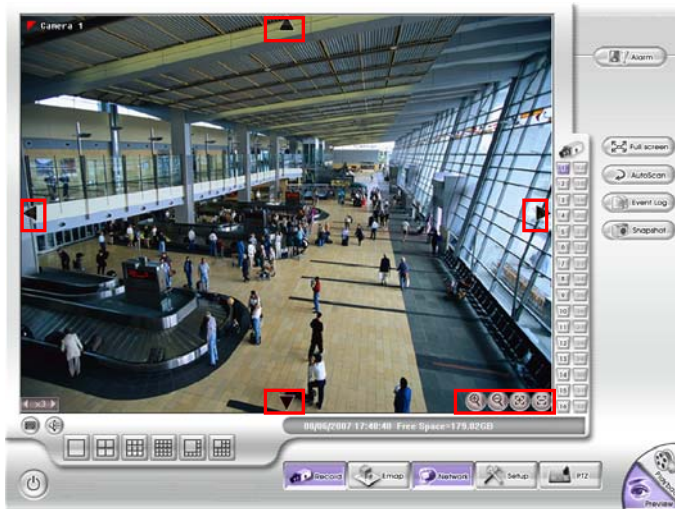 Camera 1
Alarm
Full screen
AutoScan
Event Log
Snapshot
2
3
4
5
6
7
8
9
10
11
12
13
14
15
16
x3
08/06/2007 17:40:40 Free Space=179.02GB
Record
Emap
Network
Setup
PTZ
Playback
Preview